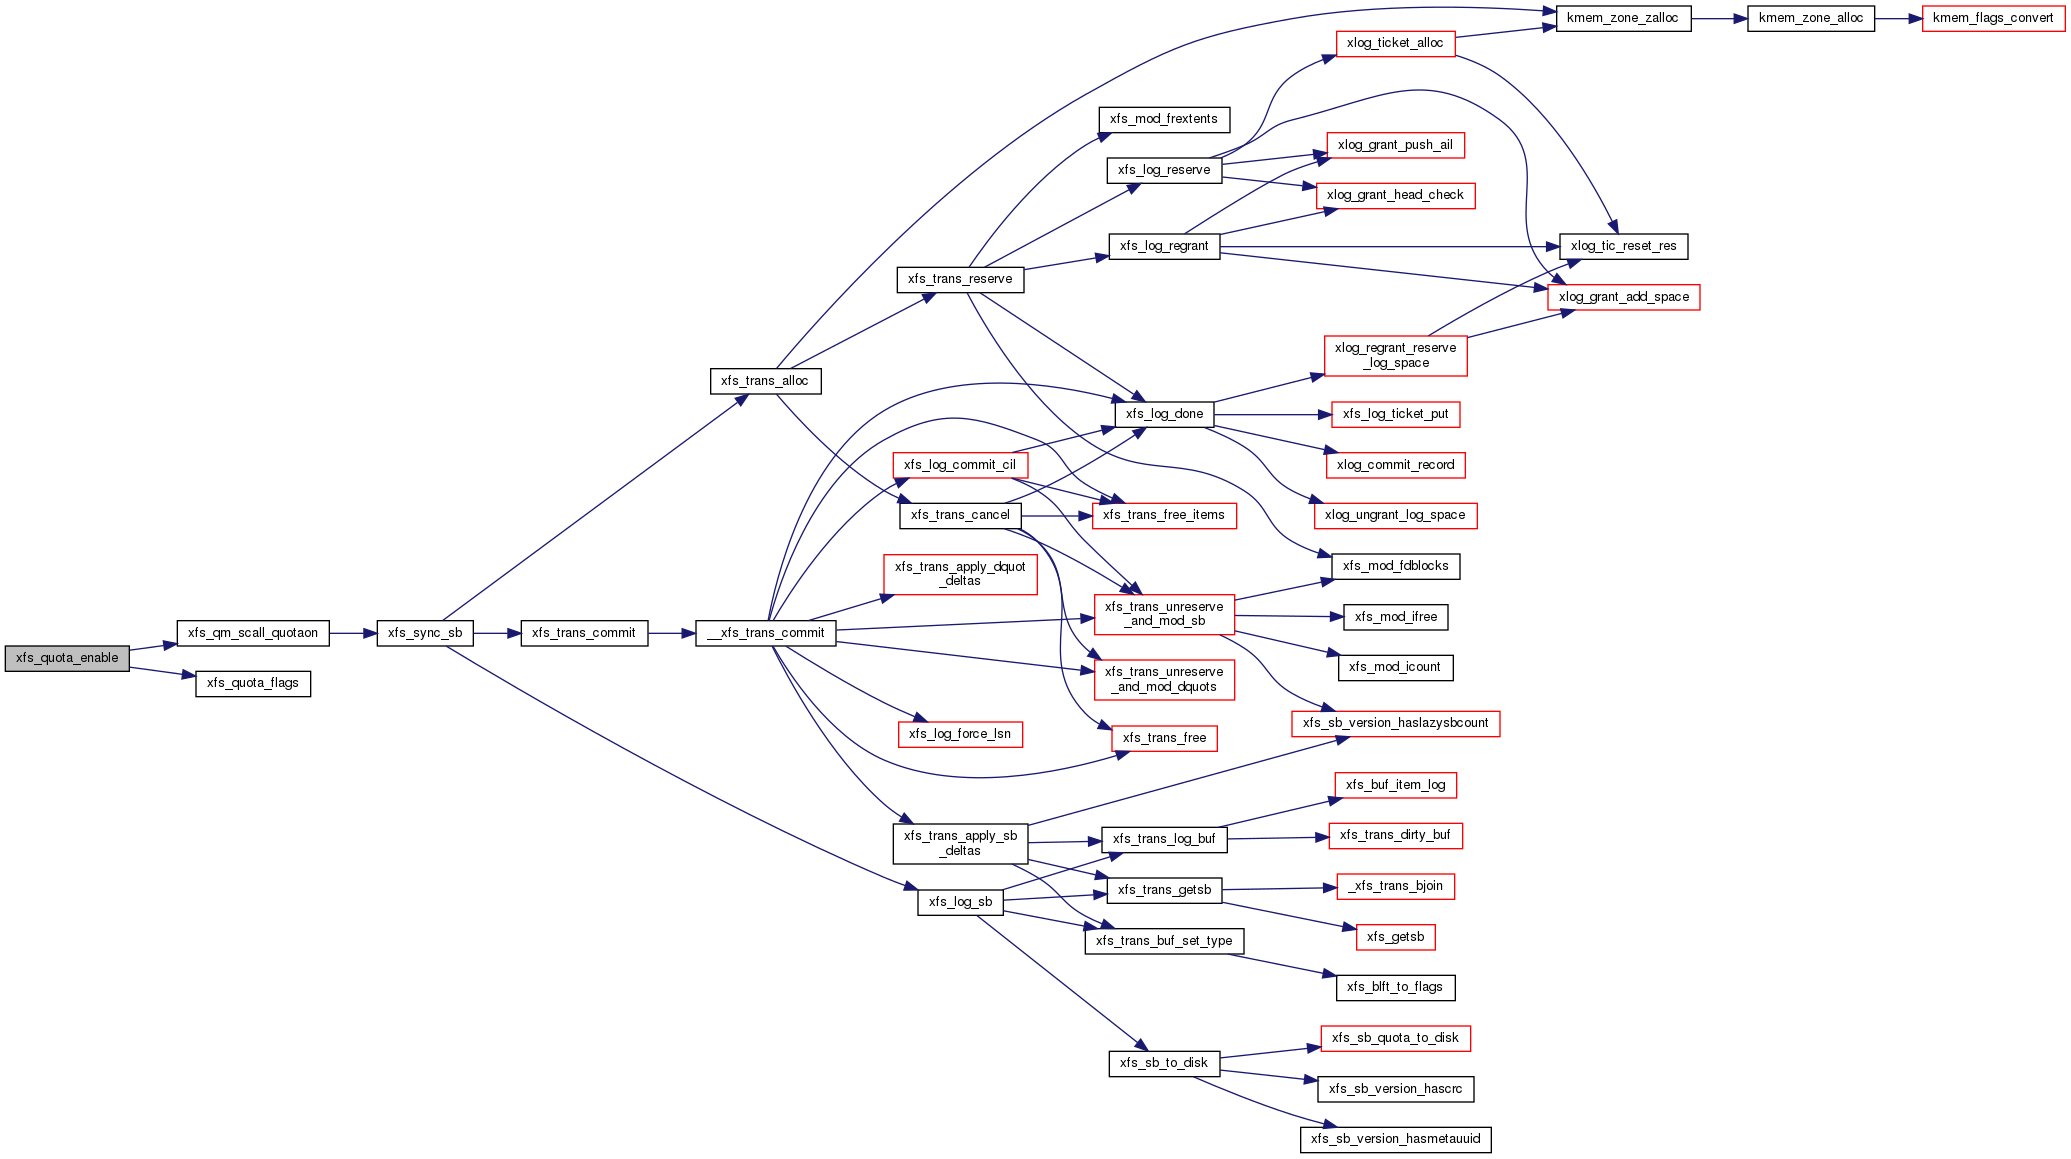 kmem_zone_zalloc
kmem_zone_alloc
kmem_flags_convert
xlog_ticket_alloc
xfs_mod_frextents
xlog_grant_push_ail
xfs_log_reserve
xlog_grant_head_check
xfs_log_regrant
xlog_tic_reset_res
xfs_trans_reserve
xlog_grant_add_space
xlog_regrant_reserve
_log_space
xfs_trans_alloc
xfs_log_done
xfs_log_ticket_put
xfs_log_commit_cil
xlog_commit_record
xfs_trans_cancel
xfs_trans_free_items
xlog_ungrant_log_space
xfs_trans_apply_dquot
_deltas
xfs_mod_fdblocks
xfs_trans_unreserve
_and_mod_sb
xfs_mod_ifree
xfs_qm_scall_quotaon
xfs_sync_sb
xfs_trans_commit
__xfs_trans_commit
xfs_quota_enable
xfs_mod_icount
xfs_quota_flags
xfs_trans_unreserve
_and_mod_dquots
xfs_sb_version_haslazysbcount
xfs_log_force_lsn
xfs_trans_free
xfs_buf_item_log
xfs_trans_apply_sb
_deltas
xfs_trans_log_buf
xfs_trans_dirty_buf
xfs_trans_getsb
_xfs_trans_bjoin
xfs_log_sb
xfs_getsb
xfs_trans_buf_set_type
xfs_blft_to_flags
xfs_sb_quota_to_disk
xfs_sb_to_disk
xfs_sb_version_hascrc
xfs_sb_version_hasmetauuid